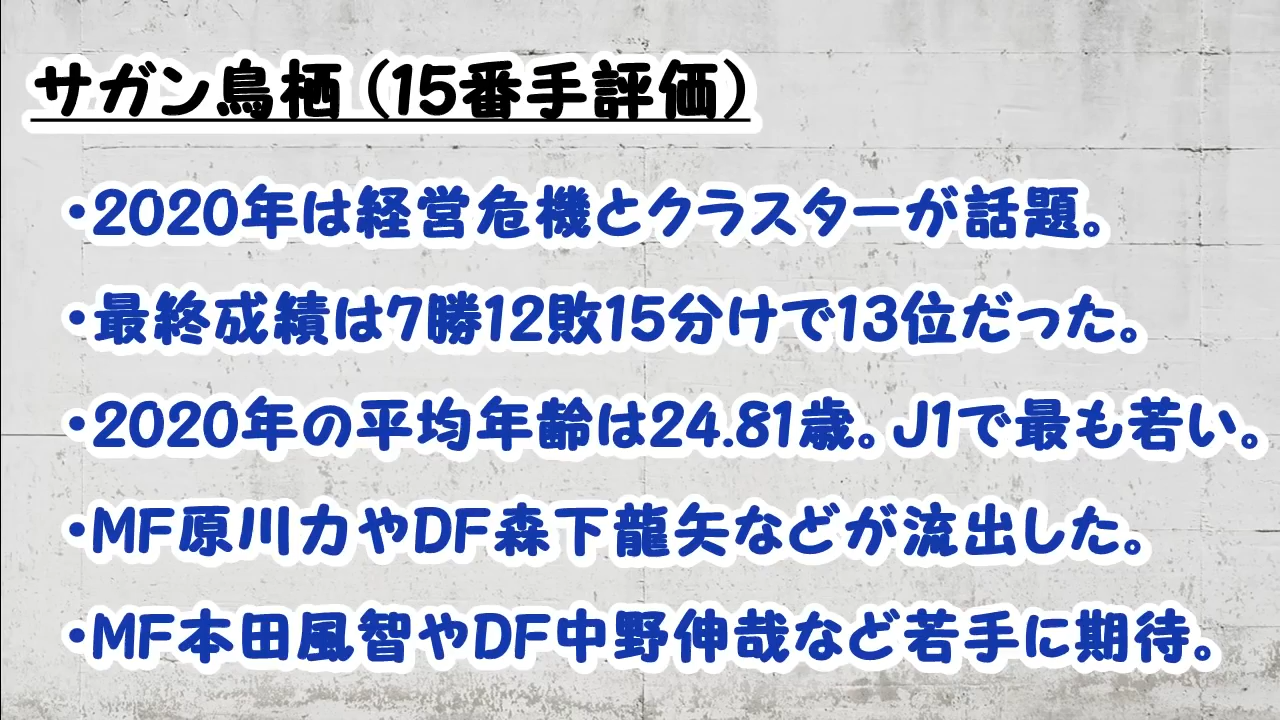 サガン鳥栖(15番手評価)
・2020年は経営危機とクラスターが話題。
・最終成績は7勝12敗15分けで13位だった。
・2020年の平均年齢は24.81歳。J1で最も若い。
・MF原川力やDF森下龍矢などが流出した。
・MF本田風智やDF中野伸哉など若手に期待。